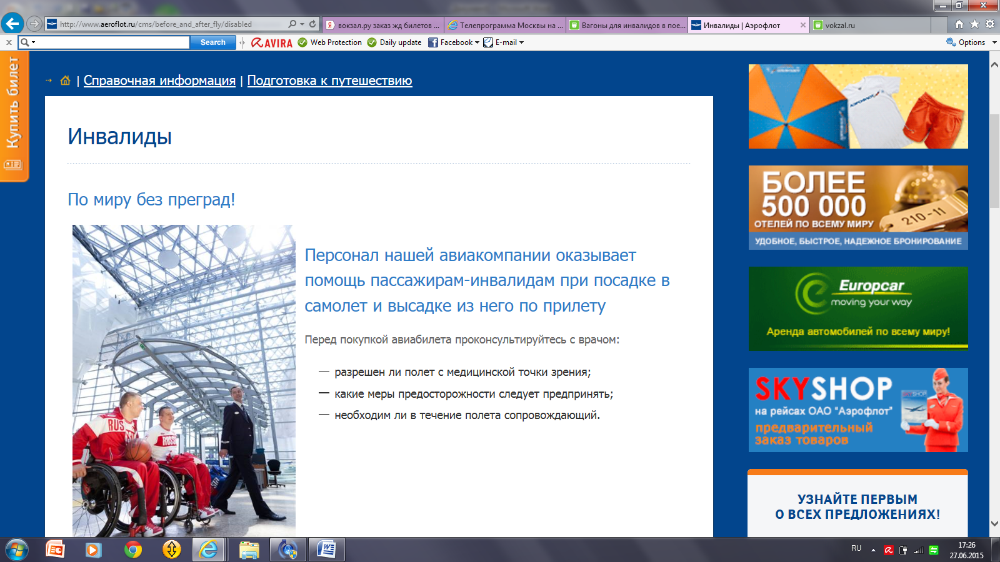 http://www.aeroflot.ru/cms/before_and_after_fly/disabled
вокзал.ру заказ жд билетов ...
Телепрограмма Москвы на ...
Вагоны для инвалидов в пое...
Инвалиды | Аэрофлот
vokzal.ru
Search
AVIRA
Web Protection
Daily update
Facebook
E-mail
Options
Купить билет
| Справочная информация | Подготовка к путешествию
Инвалиды
По миру без преград!
Персонал нашей авиакомпании оказывает
помощь пассажирам-инвалидам при посадке в
самолет и высадке из него по прилету
Перед покупкой авиабилета проконсультируйтесь с врачом:
— разрешен ли полет с медицинской точки зрения;
— какие меры предосторожности следует предпринять;
— необходим ли в течение полета сопровождающий.
RUS
RUSSIA
АЭРОФЛОТ
БОЛЕЕ
500 000
ОТЕЛЕЙ ПО ВСЕМУ МИРУ
210-11
УДОБНОЕ, БЫСТРОЕ, НАДЕЖНОЕ БРОНИРОВАНИЕ
Europcar
moving your way
Аренда автомобилей по всему миру!
SKYSHOP
на рейсах ОАО "Аэрофлот"
предварительный
заказ товаров
SKYSHOP
УЗНАЙТЕ ПЕРВЫМ
О ВСЕХ ПРЕДЛОЖЕНИЯХ!
RU
17:26
27.06.2015